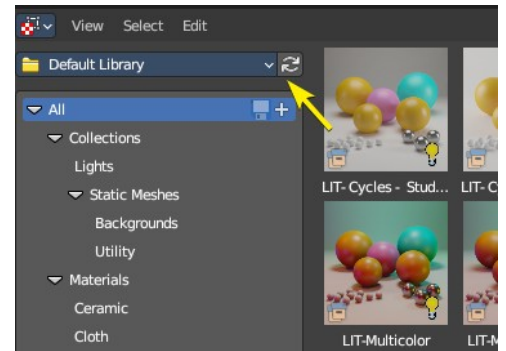 View Select Edit
Default Library
All
Collections
Lights
Static Meshes
Backgrounds
Utility
Materials
Ceramic
Cloth
LIT- Cycles - Stud... LIT- C
LIT-Multicolor LIT-M